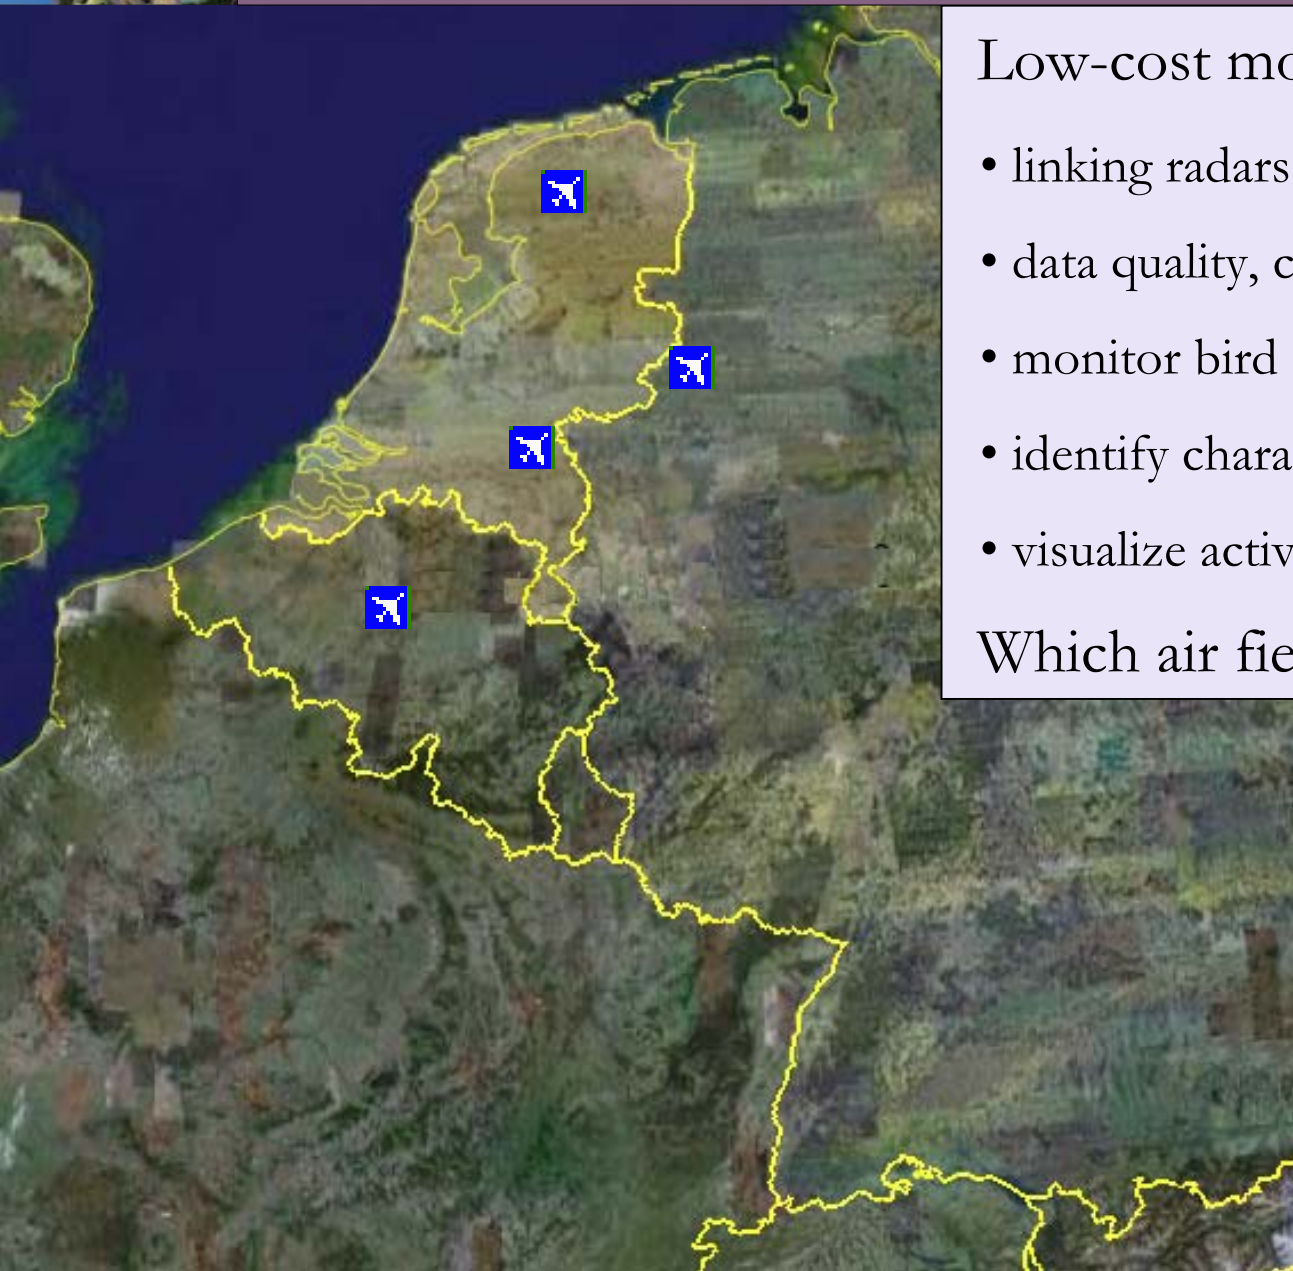 Low-cost mo
• linking radars
• data quality, c
• monitor bird
• identify chara
• visualize activ
Which air fie